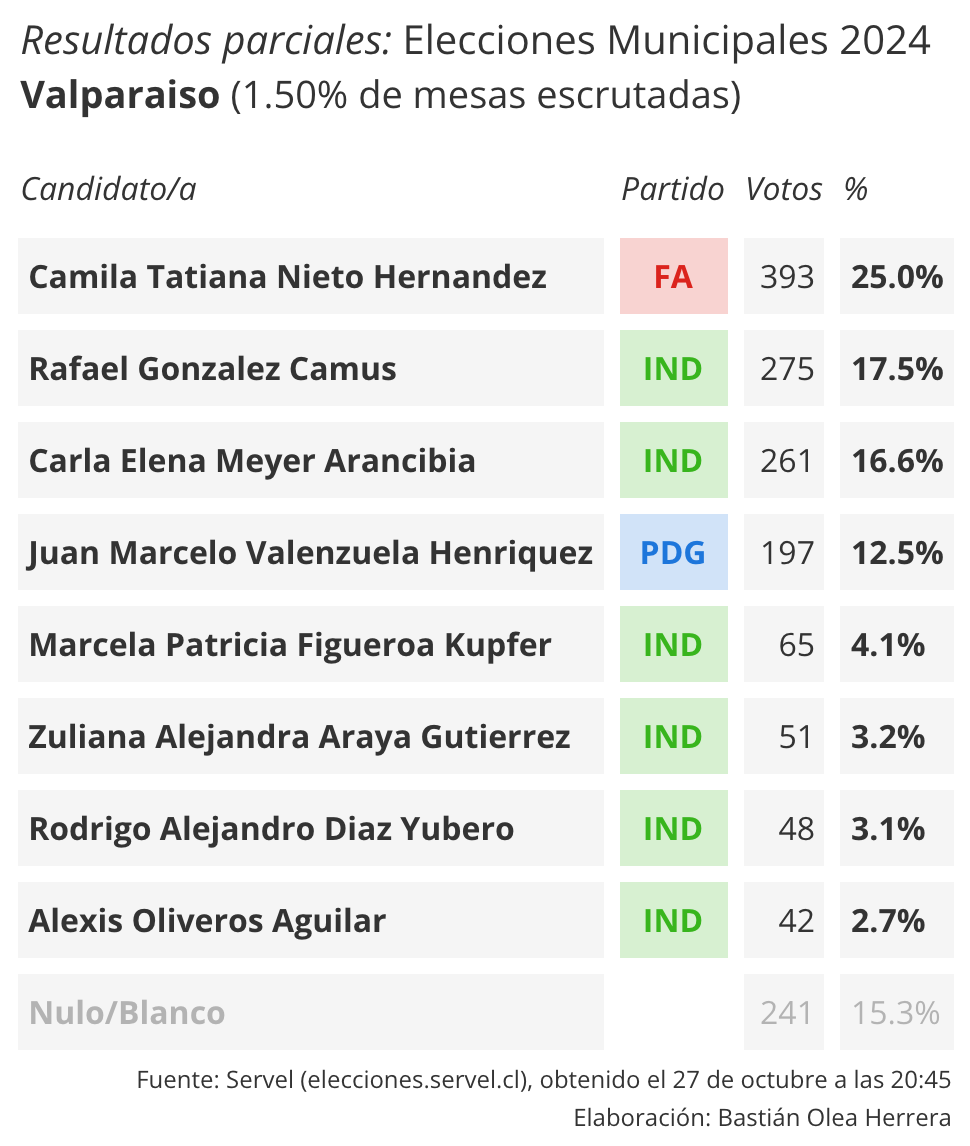 Resultados parciales: Elecciones Municipales 2024
Valparaiso (1.50% de mesas escrutadas)
Candidato/a Partido Votos %
Camila Tatiana Nieto Hernandez FA 393 25.0%
Rafael Gonzalez Camus IND 275 17.5%
Carla Elena Meyer Arancibia IND 261 16.6%
Juan Marcelo Valenzuela Henriquez PDG 197 12.5%
Marcela Patricia Figueroa Kupfer IND 65 4.1%
Zuliana Alejandra Araya Gutierrez IND 51 3.2%
Rodrigo Alejandro Diaz Yubero IND 48 3.1%
Alexis Oliveros Aguilar IND 42 2.7%
Nulo/Blanco 241 15.3%
Fuente: Servel (elecciones.servel.cl), obtenido el 27 de octubre a las 20:45
Elaboración: Bastián Olea Herrera